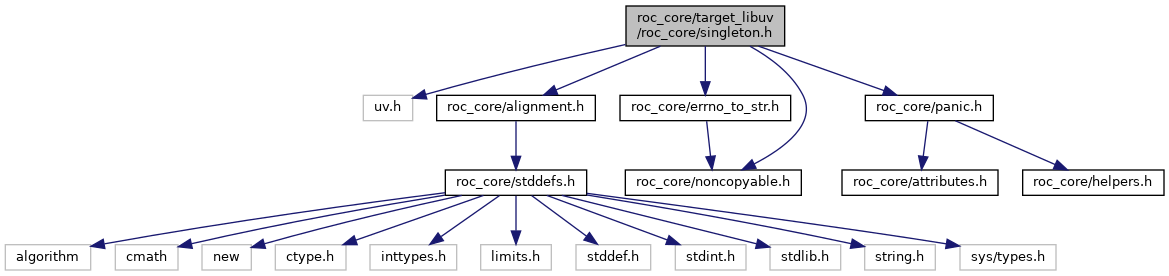 roc_core/target_libuv
/roc_core/singleton.h
uv.h
roc_core/alignment.h
roc_core/errno_to_str.h
roc_core/panic.h
roc_core/stddefs.h
roc_core/noncopyable.h
roc_core/attributes.h
roc_core/helpers.h
algorithm
cmath
new
ctype.h
inttypes.h
limits.h
stddef.h
stdint.h
stdlib.h
string.h
sys/types.h